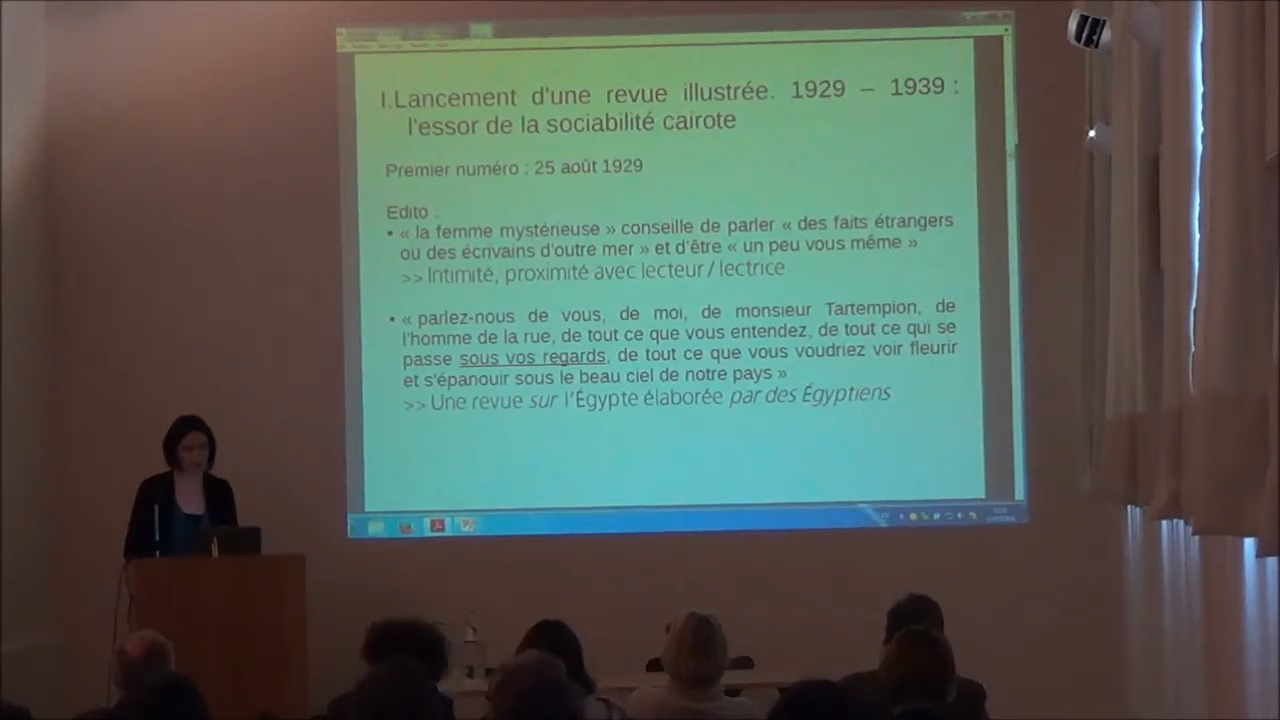 I.Lancement d'une revue illustrée. 1929 – 1939 :
l'essor de la sociabilité cairote
Premier numéro : 25 août 1929
Edito :
• « la femme mystérieuse » conseille de parler « des faits étrangers
ou des écrivains d'outre mer » et d'être « un peu vous même »
>> Intimité, proximité avec lecteur / lectrice
• « parlez-nous de vous, de moi, de monsieur Tartempion, de
l'homme de la rue, de tout ce que vous entendez, de tout ce qui se
passe sous vos regards, de tout ce que vous voudriez voir fleurir
et s'épanouir sous le beau ciel de notre pays »
>> Une revue sur l'Égypte élaborée par des Égyptiens